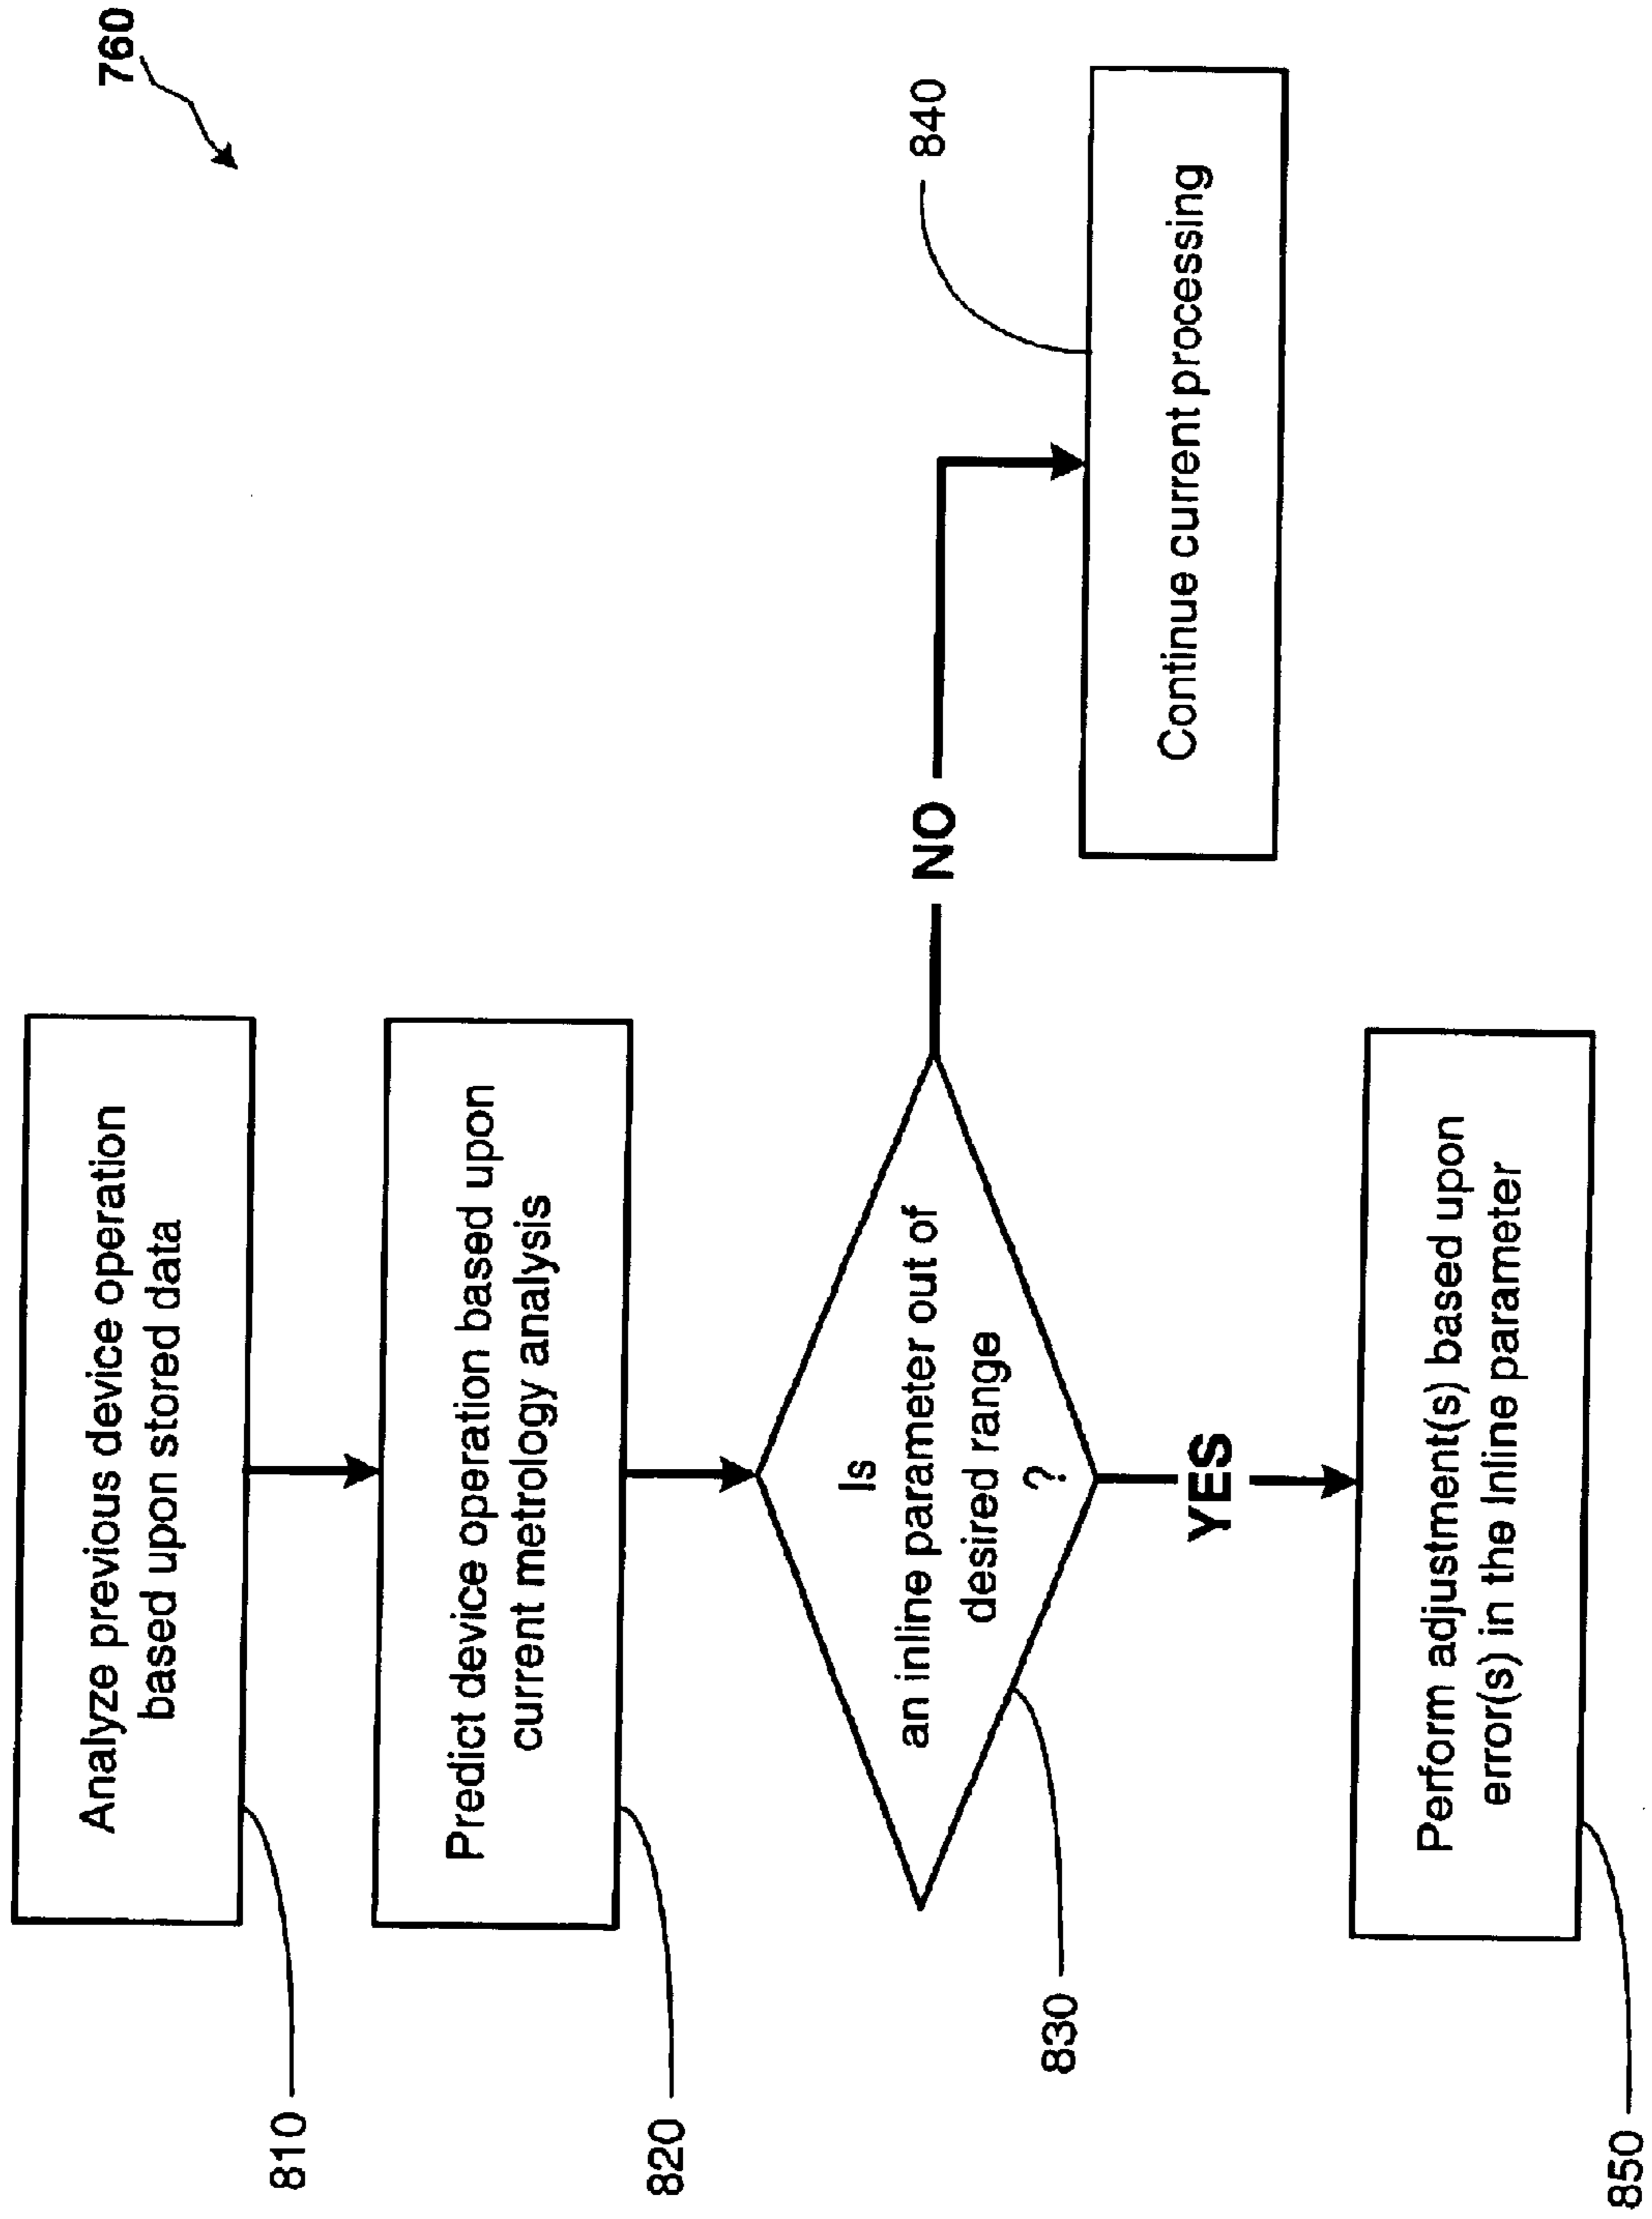 760
Analyze previous device operation
based upon stored data
810
Predict device operation based upon
current metrology analysis
820
Is
an inline parameter out of
desired range
?
830
NO
840
Continue current processing
YES
Perform adjustment(s) based upon
error(s) in the Inline parameter
850